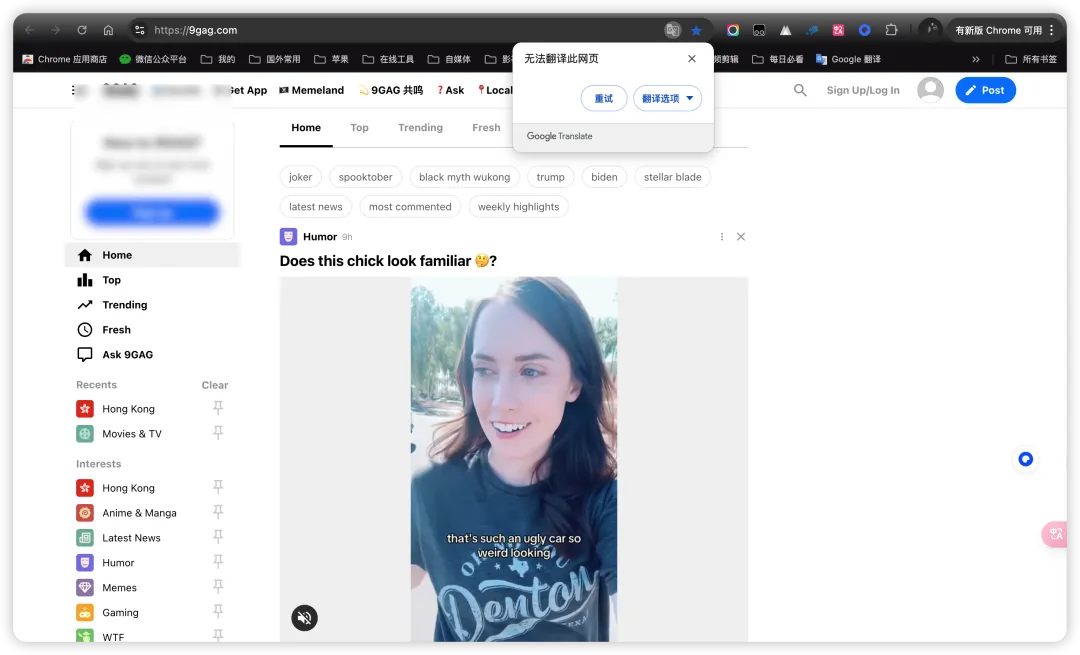 https://9gag.com
有新版 Chrome 可用
Chrome 应用商店 微信公众平台 我的 国外常用 苹果 在线工具 自媒体 频剪辑 每日必看 Google 翻译 » 所有书签
无法翻译此网页
重试 翻译选项
Google Translate
Get App Memeland 9GAG 共鸣 ?Ask Local
Sign Up/Log In Post
Home Top Trending Fresh
joker spooktober black myth wukong trump biden stellar blade
latest news most commented weekly highlights
Home
Top
Trending
Fresh
Ask 9GAG
Recents Clear
Hong Kong
Movies & TV
Interests
Hong Kong
Anime & Manga
Latest News
Humor
Memes
Gaming
WTF
Humor 9h
Does this chick look familiar 🤔?
that's such an ugly car so
weird looking
Denton